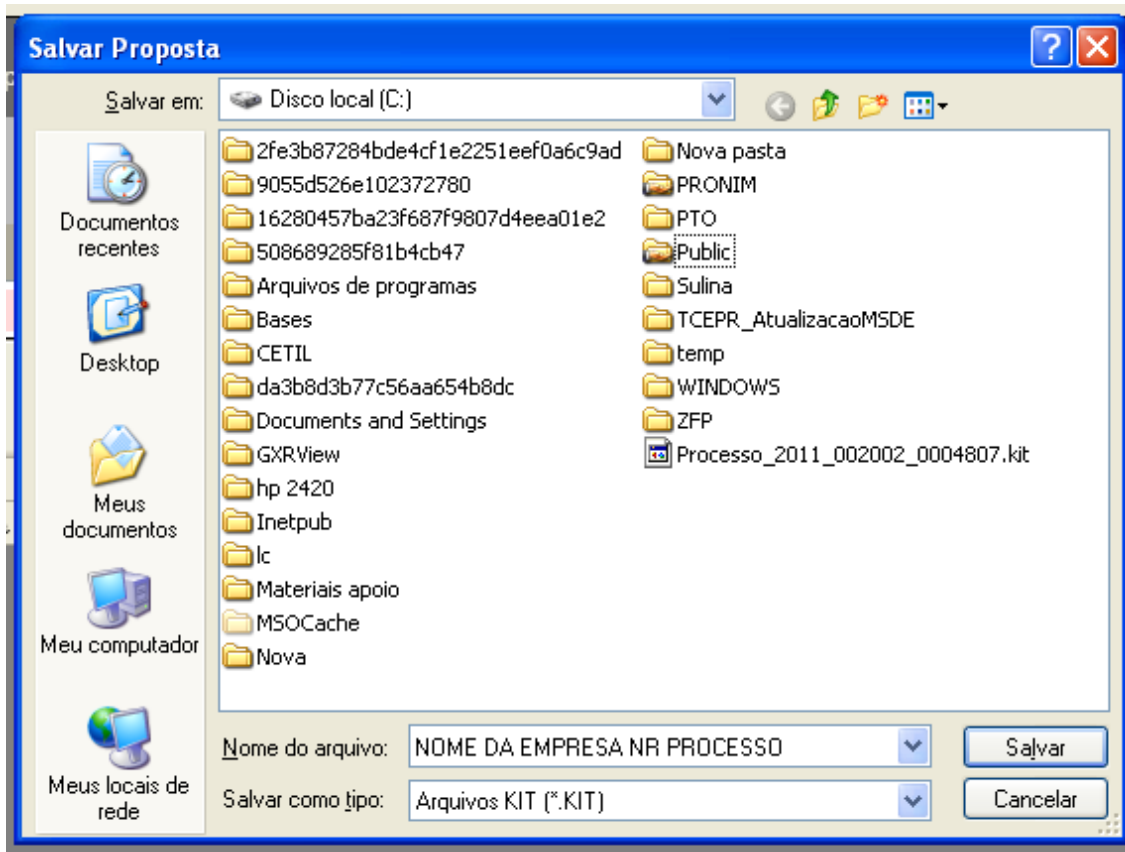 Salvar Proposta
Salvar em:
Disco local (C:)
Documentos
recentes
Desktop
Meus
documentos
Meu computador
Meus locais de
rede
2fe3b87284bde4cf1e2251eef0a6c9ad
9055d526e102372780
16280457ba23f687f9807d4eea01e2
508689285f81b4cb47
Arquivos de programas
Bases
CETIL
da3b8d3b77c56aa654b8dc
Documents and Settings
GXRView
hp 2420
Inetpub
lc
Materiais apoio
MSOCache
Nova
Nova pasta
PRONIM
PTO
Public
Sulina
TCEPR_AtualizacaoMSDE
temp
WINDOWS
ZFP
Processo_2011_002002_0004807.kit
Nome do arquivo:
NOME DA EMPRESA NR PROCESSO
Salvar
Salvar como tipo:
Arquivos KIT (*.KIT)
Cancelar